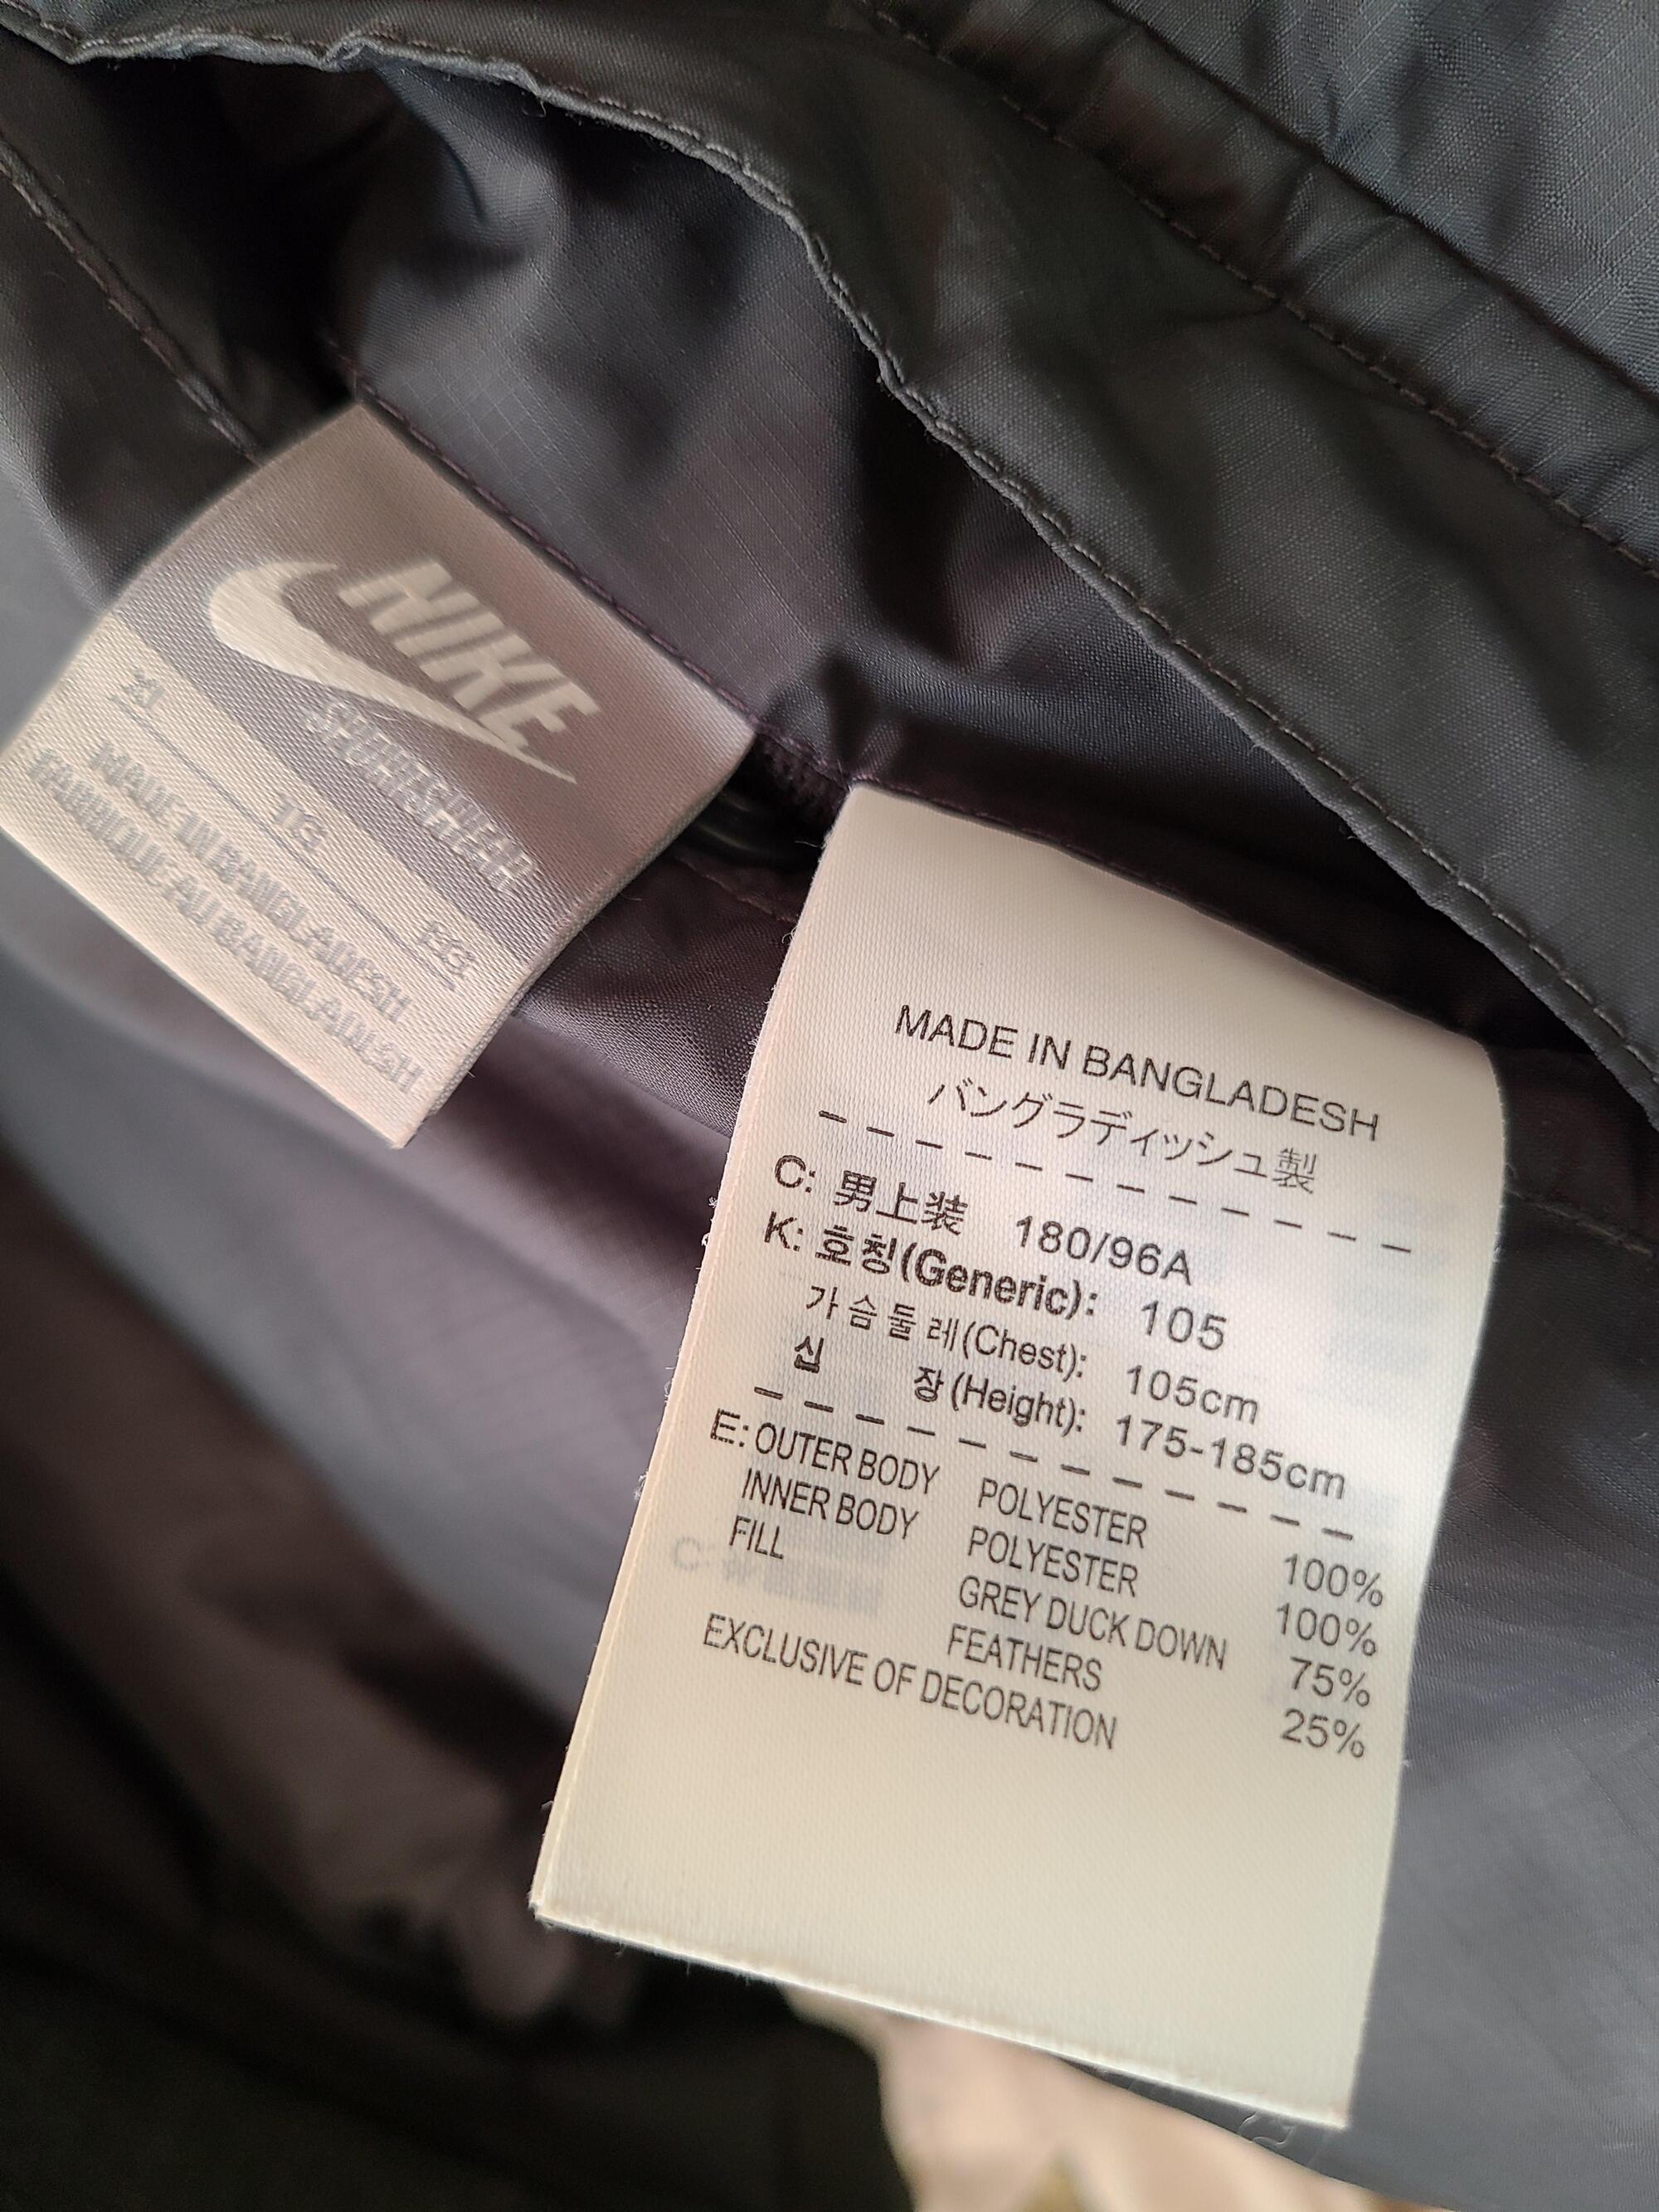 NIKE
SPORTSWEAR
XL TG EG
MADE IN BANGLADESH
FABRIQUE AU BANGLADESH
MADE IN BANGLADESH
バングラディッシュ製
C: 男上装 180/96A
K: 호칭(Generic): 105
가슴둘레(Chest): 105cm
신 장(Height): 175-185cm
E: OUTER BODY POLYESTER 100%
INNER BODY POLYESTER 100%
FILL GREY DUCK DOWN 75%
FEATHERS 25%
EXCLUSIVE OF DECORATION